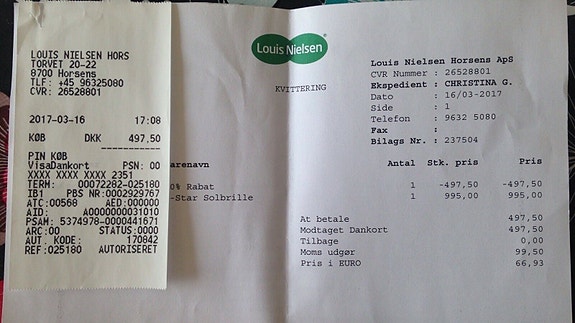 LOUIS NIELSEN HORS
TORVET 20-22
8700 Horsens
TLF: +45 96325080
CVR: 26528801
2017-03-16 17:08
KØB DKK 497,50
------------
PIN KØB
VisaDankort PSN: 00
XXXX XXXX XXXX 2351
TERM: 00072282-025180
IB1 PBS NR:0002929767
ATC:00568 AED:000000
AID: A0000000031010
PSAM: 5374978-0000441671
ARC:00 STATUS:0000
AUT. KODE: 170842
REF:025180 AUTORISERET
Louis Nielsen
KVITTERING
Louis Nielsen Horsens ApS
CVR Nummer : 26528801
Ekspedient : CHRISTINA G.
Dato : 16/03-2017
Side : 1
Telefon : 9632 5080
Fax :
Bilags Nr. : 237504
arenavn Antal Stk. pris Pris
0% Rabat 1 -497,50 -497,50
-Star Solbrille 1 995,00 995,00
At betale 497,50
Modtaget Dankort 497,50
Tilbage 0,00
Moms udgør 99,50
Pris i EURO 66,93